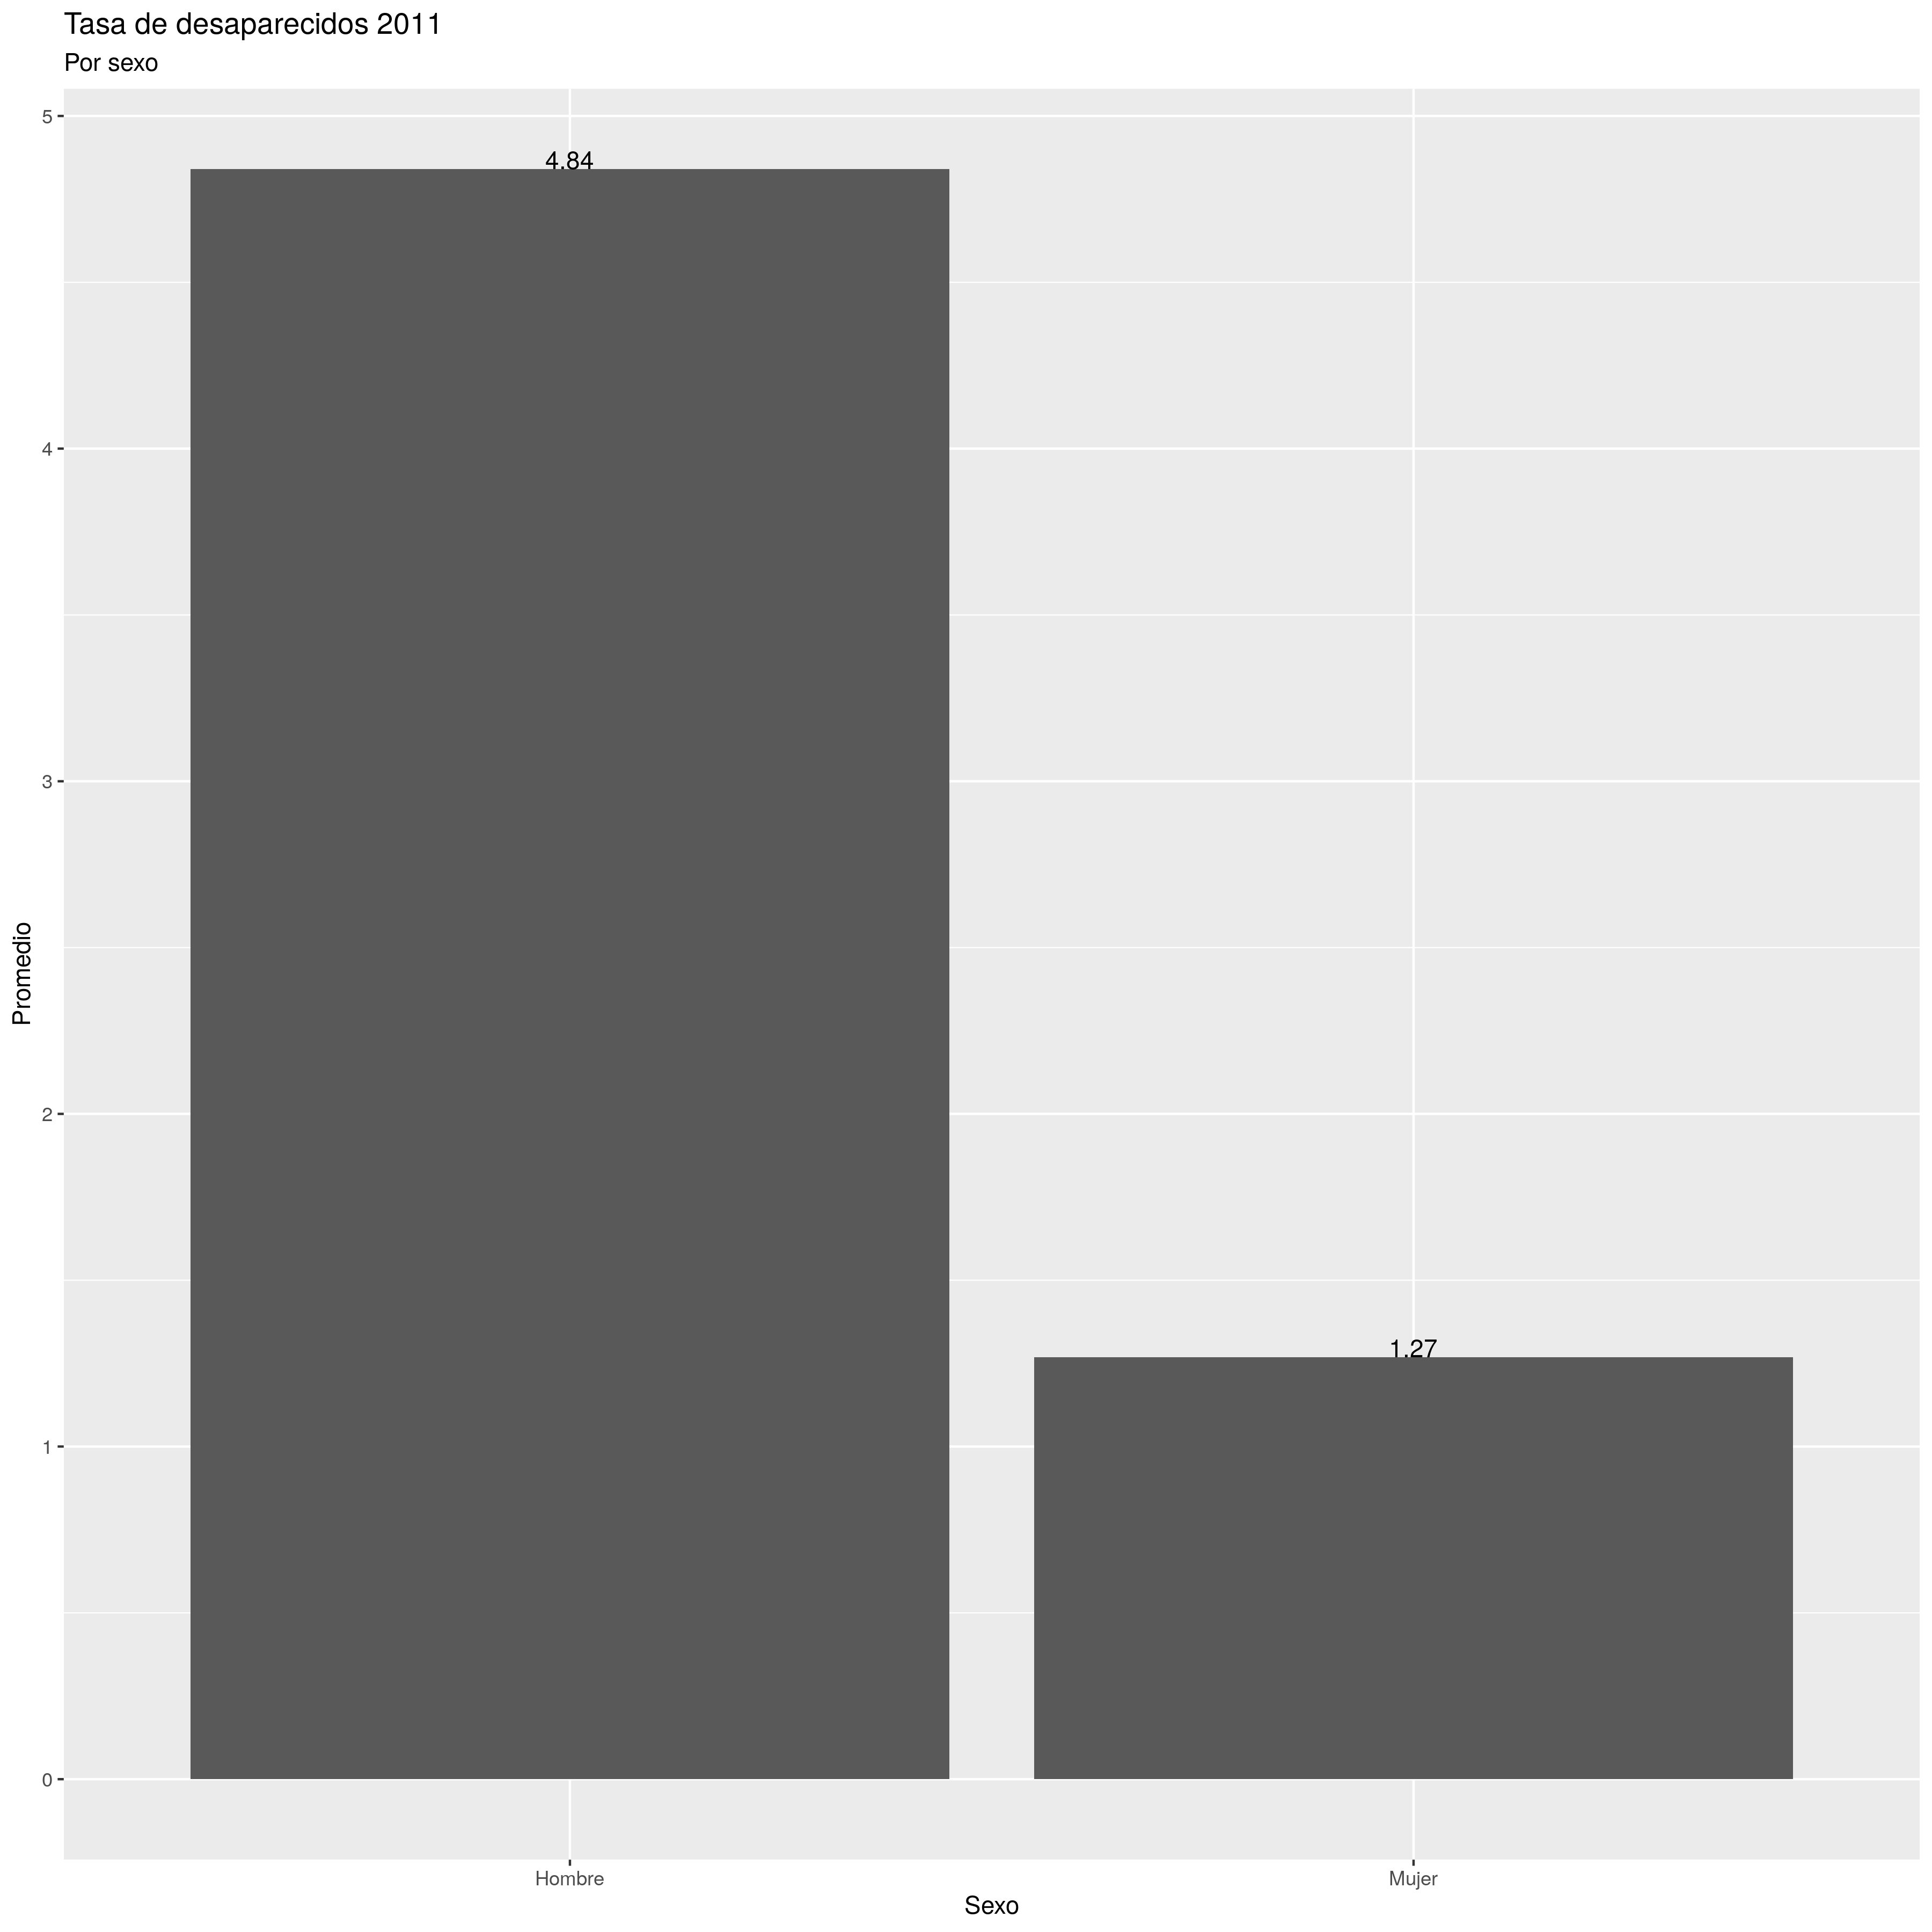 Tasa de desaparecidos 2011
Por sexo
Promedio
5
4
3
2
1
0
4.84
1.27
Hombre
Mujer
Sexo